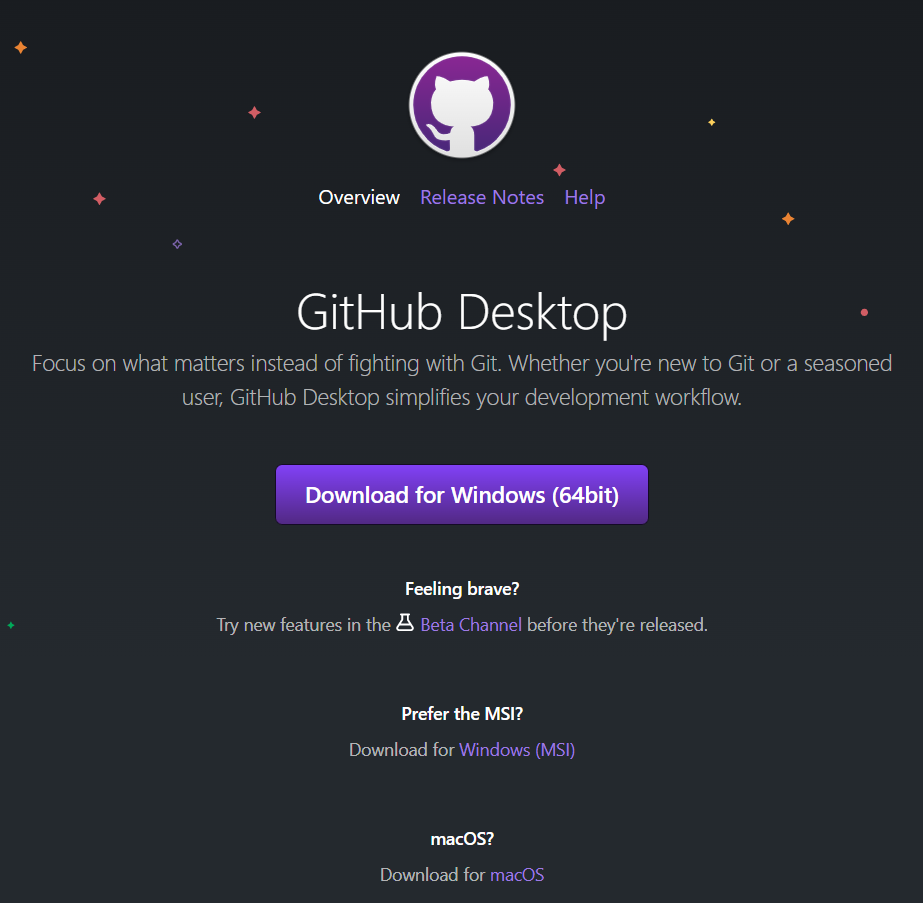 Overview Release Notes Help
GitHub Desktop
Focus on what matters instead of fighting with Git. Whether you're new to Git or a seasoned
user, GitHub Desktop simplifies your development workflow.
Download for Windows (64bit)
Feeling brave?
Try new features in the Beta Channel before they're released.
Prefer the MSI?
Download for Windows (MSI)
macOS?
Download for macOS